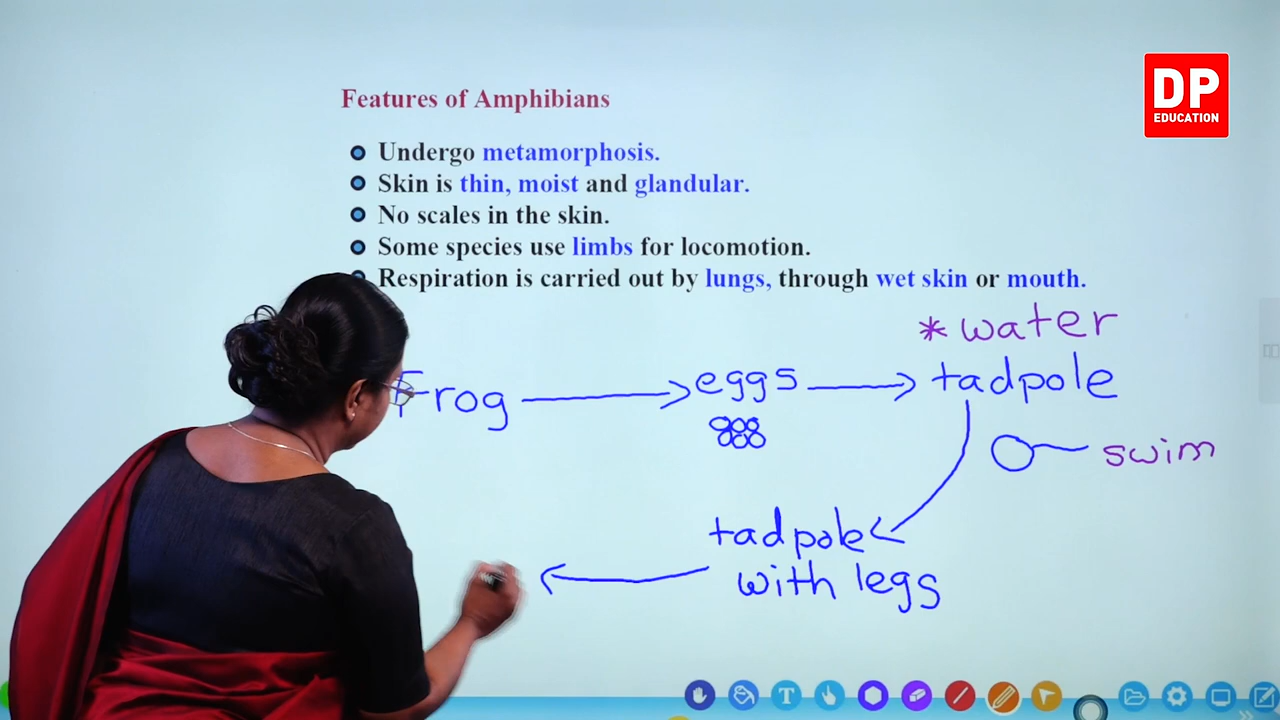 DP
EDUCATION
Features of Amphibians
Undergo metamorphosis.
Skin is thin, moist and glandular.
No scales in the skin.
Some species use limbs for locomotion.
Respiration is carried out by lungs, through wet skin or mouth.
* water
Frog → eggs → tadpole
swim
tadpole
with legs